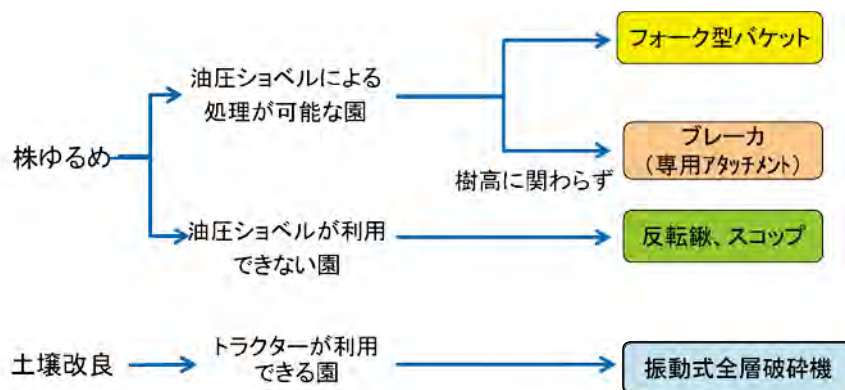 フォーク型バケット
油圧ショベルによる
処理が可能な園
株ゆるめ
ブレーカ
(専用アタッチメント)
樹高に関わらず
油圧ショベルが利用
できない園
反転鍬、スコップ
土壌改良
トラクターが利用
できる園
振動式全層破砕機